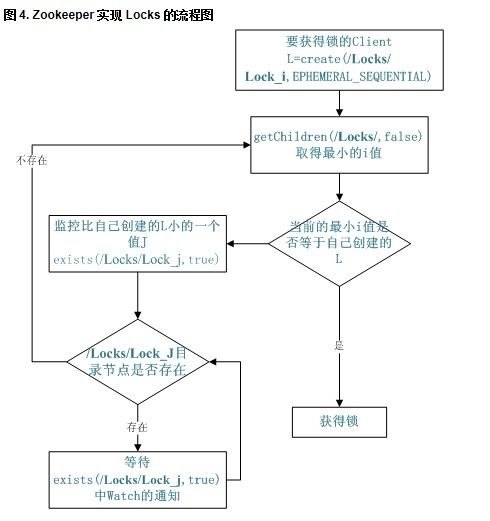 图 4. Zookeeper 实现 Locks 的流程图
要获得锁的Client
L=create(/Locks/
Lock_i,EPHEMERAL_SEQUENTIAL)
getChildren(/Locks/,false)
取得最小的i值
不存在
当前的最小i值是
否等于自己创建的
L
监控比自己创建的L小的一个
值J
exists(/Locks/Lock_j,true)
是
/Locks/Lock_J目
录节点是否存在
获得锁
存在
等待
exists(/Locks/Lock_j,true)
中Watch的通知